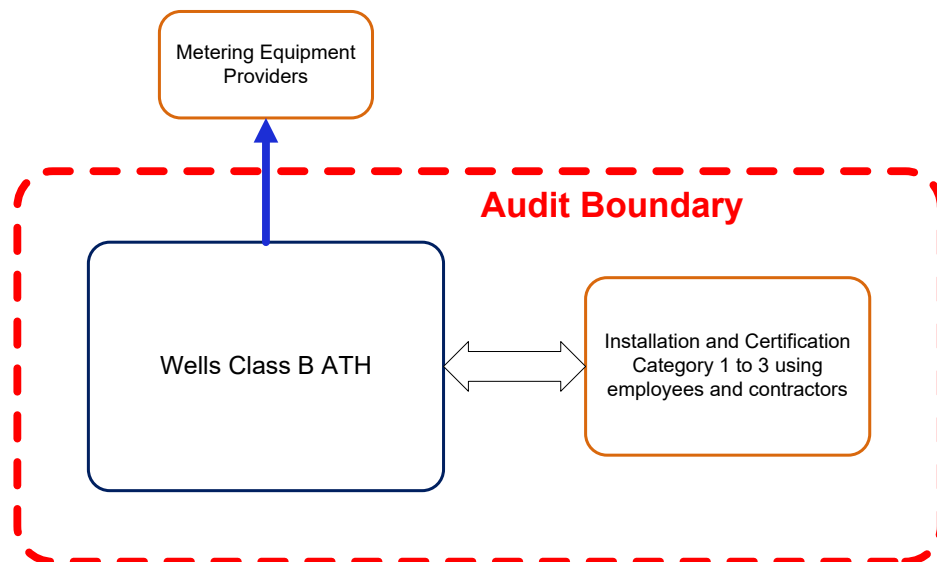 Metering Equipment
Providers
Audit Boundary
Wells Class B ATH
Installation and Certification
Category 1 to 3 using
employees and contractors